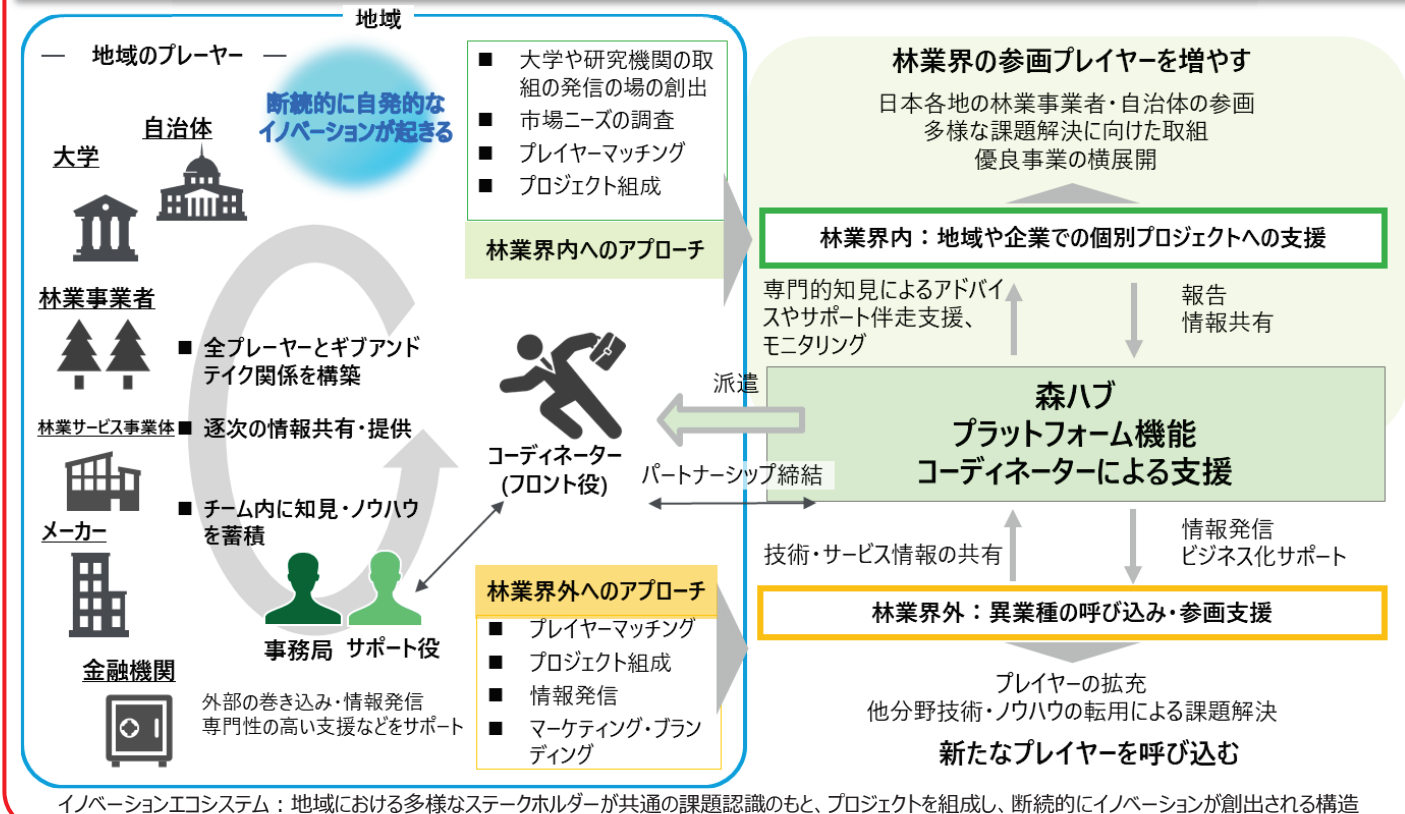 地域
地域のプレーヤー
断続的に自発的な
イノベーションが起きる
自治体
大学
林業事業者
林業サービス事業体
メーカー
金融機関
■ 全プレーヤーとギブアンド
テイク関係を構築
■ 逐次の情報共有・提供
■ チーム内に知見・ノウハウ
を蓄積
事務局
サポート役
外部の巻き込み・情報発信
専門性の高い支援などをサポート
■ 大学や研究機関の取
組の発信の場の創出
■ 市場ニーズの調査
■ プレイヤーマッチング
■ プロジェクト組成
林業界内へのアプローチ
コーディネーター
(フロント役)
林業界外へのアプローチ
■ プレイヤーマッチング
■ プロジェクト組成
■ 情報発信
■ マーケティング・ブラン
ディング
派遣
パートナーシップ締結
林業界の参画プレイヤーを増やす
日本各地の林業事業者・自治体の参画
多様な課題解決に向けた取組
優良事業の横展開
林業界内：地域や企業での個別プロジェクトへの支援
専門的知見によるアドバイ
スやサポート伴走支援、
モニタリング
報告
情報共有
森ハブ
プラットフォーム機能
コーディネーターによる支援
技術・サービス情報の共有
情報発信
ビジネス化サポート
林業界外：異業種の呼び込み・参画支援
プレイヤーの拡充
他分野技術・ノウハウの転用による課題解決
新たなプレイヤーを呼び込む
イノベーションエコシステム：地域における多様なステークホルダーが共通の課題認識のもと、プロジェクトを組成し、断続的にイノベーションが創出される構造